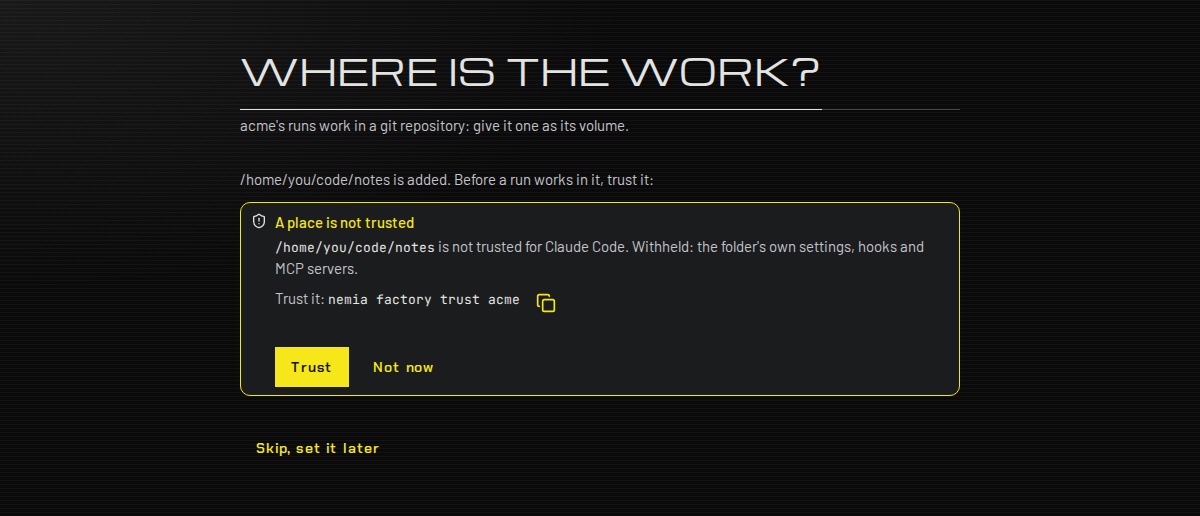 WHERE IS THE WORK?
acme's runs work in a git repository: give it one as its volume.
/home/you/code/notes is added. Before a run works in it, trust it:
A place is not trusted
/home/you/code/notes is not trusted for Claude Code. Withheld: the folder's own settings, hooks and
MCP servers.
Trust it: nemia factory trust acme
Trust Not now
Skip, set it later